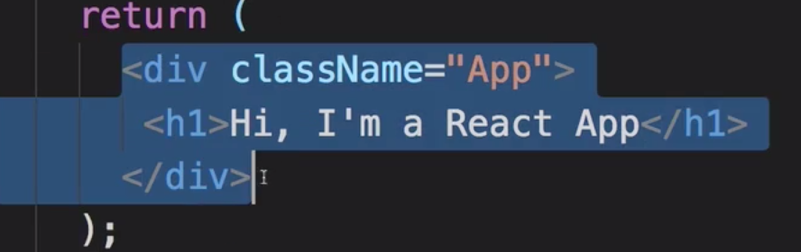 return (
<div className="App">
<h1>Hi, I'm a React App</h1>
</div>
);